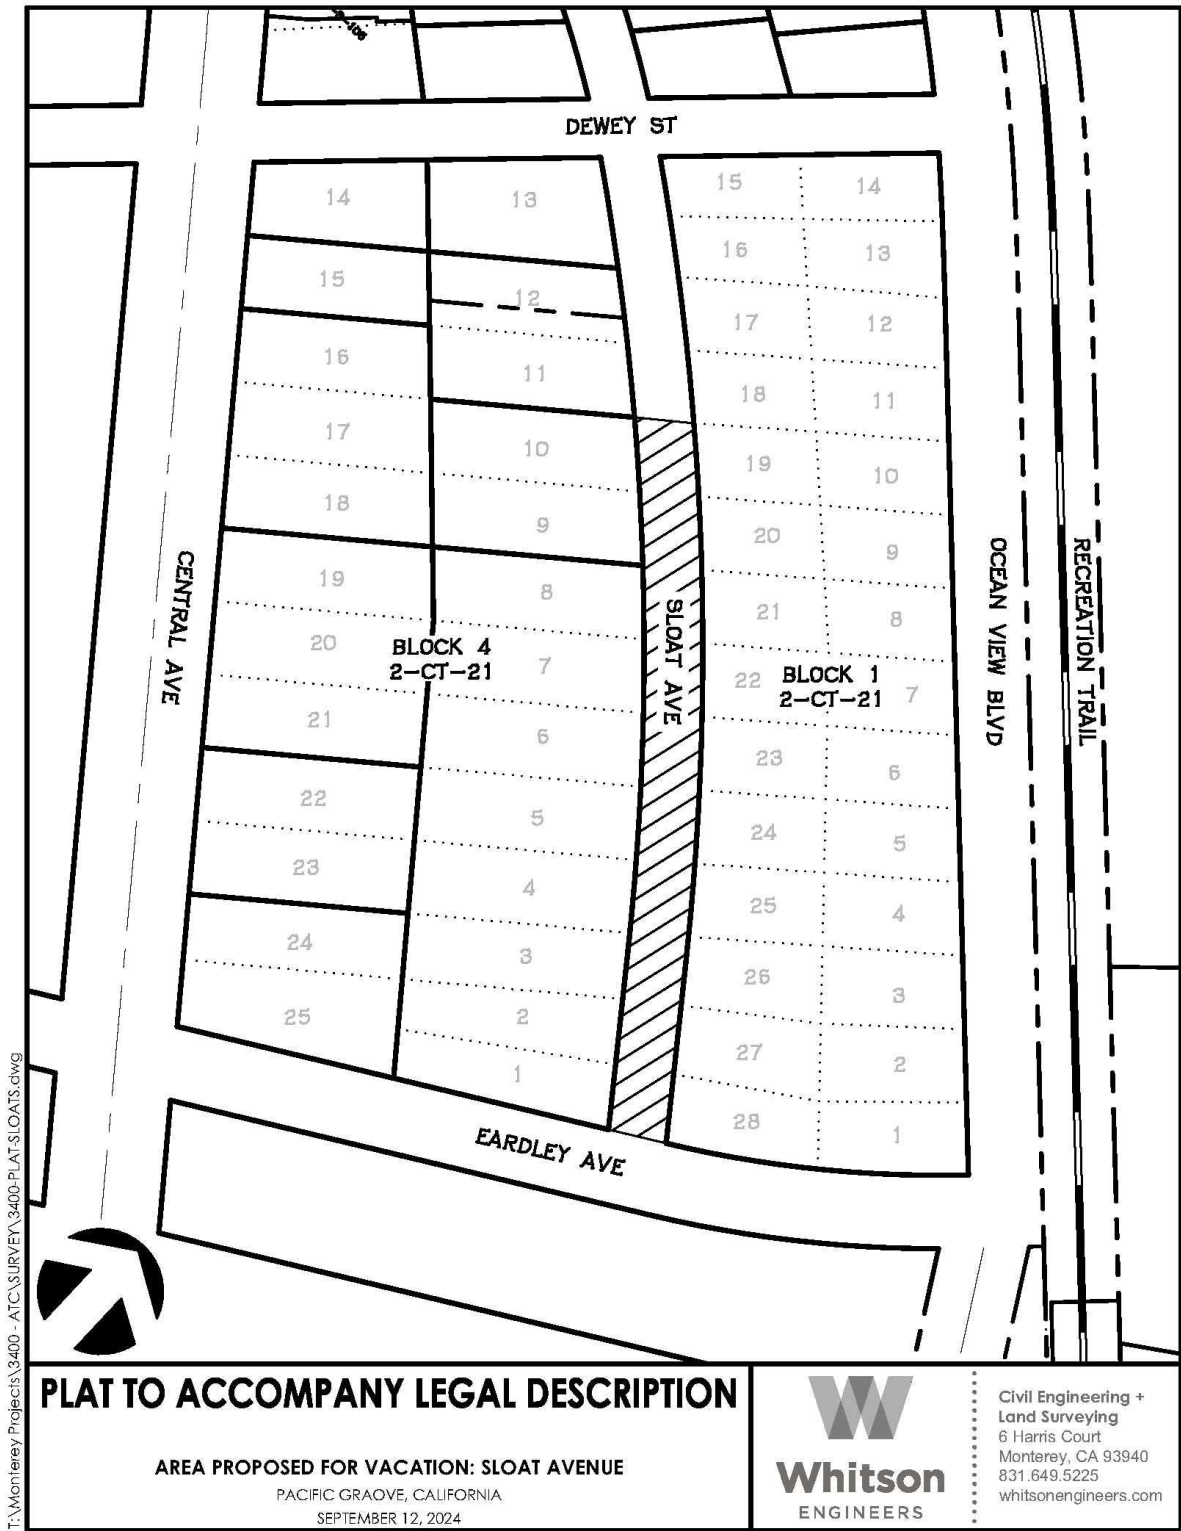 DEWEY ST
14
13
15
14
15
12
16
13
16
11
17
12
17
10
18
11
18
9
19
10
19
8
20
9
20
7
21
8
21
6
22
7
22
5
23
6
23
4
24
5
24
3
25
4
25
2
26
3
1
27
2
28
1
CENTRAL AVE
BLOCK 4
2-CT-21
SLOAT AVE
BLOCK 1
2-CT-21
OCEAN VIEW BLVD
RECREATION TRAIL
EARDLEY AVE
T:\Monterey Projects\3400 - ATC\SURVEY\3400-PLAT-SLOATS.dwg
PLAT TO ACCOMPANY LEGAL DESCRIPTION
AREA PROPOSED FOR VACATION: SLOAT AVENUE
PACIFIC GRAOVE, CALIFORNIA
SEPTEMBER 12, 2024
Whitson
ENGINEERS
Civil Engineering +
Land Surveying
6 Harris Court
Monterey, CA 93940
831.649.5225
whitsonengineers.com